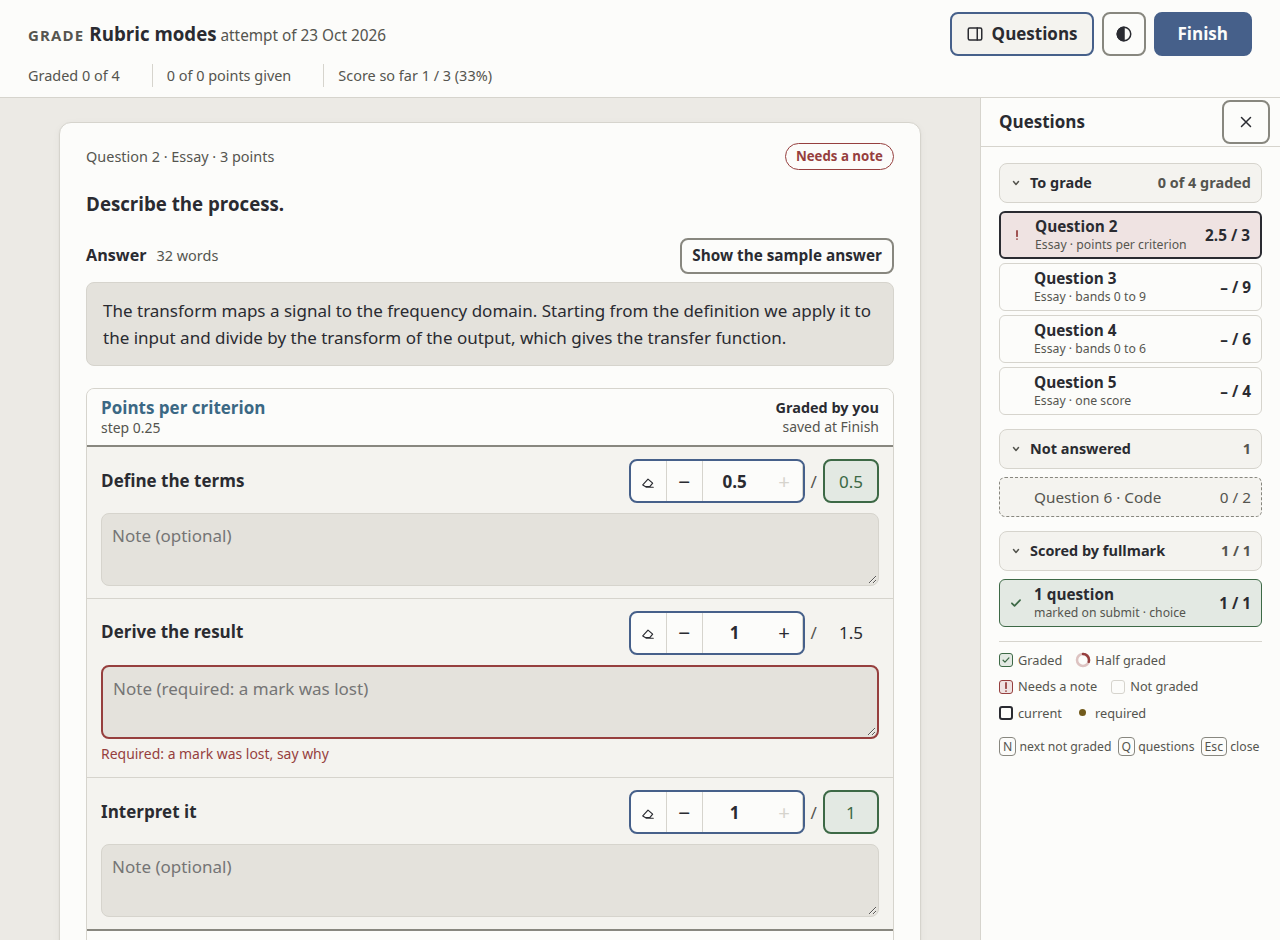 GRADE Rubric modes attempt of 23 Oct 2026
Questions
Finish
Graded 0 of 4
0 of 0 points given
Score so far 1 / 3 (33%)
Question 2 · Essay · 3 points
Needs a note
Describe the process.
Answer 32 words
Show the sample answer
The transform maps a signal to the frequency domain. Starting from the definition we apply it to
the input and divide by the transform of the output, which gives the transfer function.
Points per criterion
step 0.25
Graded by you
saved at Finish
Define the terms
− 0.5 + / 0.5
Note (optional)
Derive the result
− 1 + / 1.5
Note (required: a mark was lost)
Required: a mark was lost, say why
Interpret it
− 1 + / 1
Note (optional)
Questions
To grade 0 of 4 graded
! Question 2
Essay · points per criterion
2.5 / 3
Question 3
Essay · bands 0 to 9
– / 9
Question 4
Essay · bands 0 to 6
– / 6
Question 5
Essay · one score
– / 4
Not answered 1
Question 6 · Code 0 / 2
Scored by fullmark 1 / 1
1 question
marked on submit · choice
1 / 1
Graded Half graded
! Needs a note Not graded
current required
N next not graded Q questions Esc close